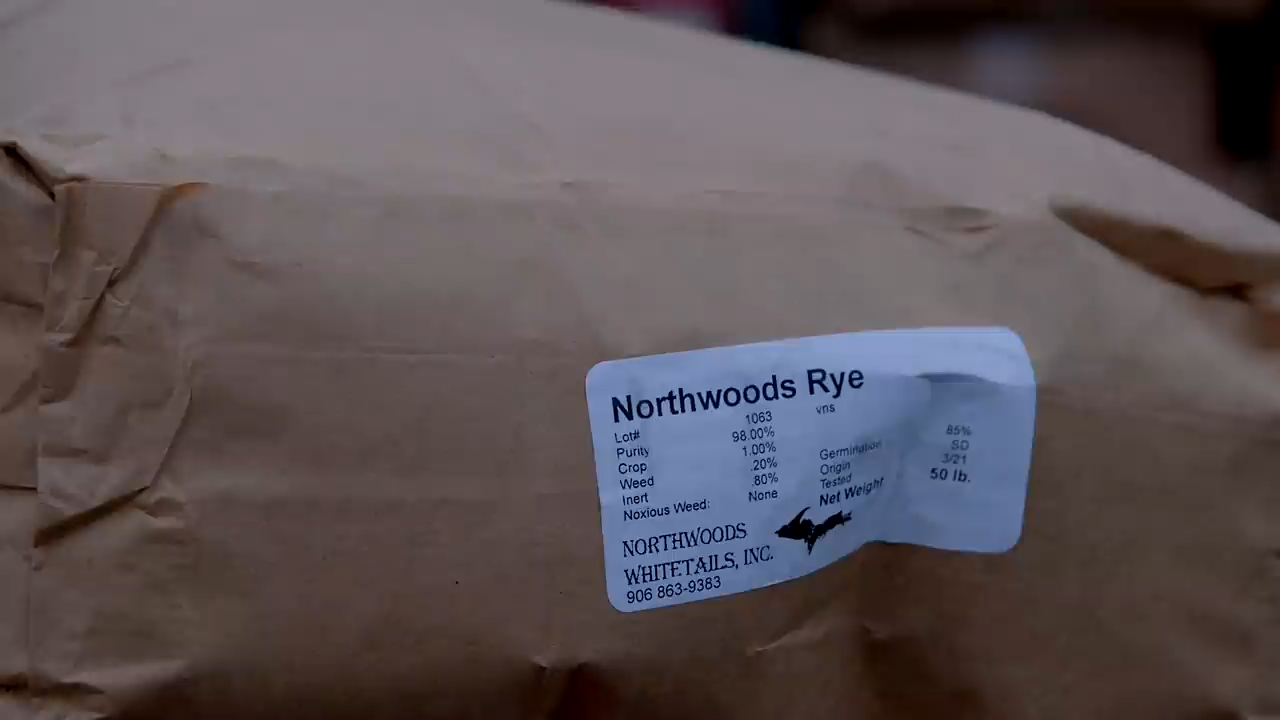 Northwoods Rye
Lot# 1063 vns
Purity 98.00%
Crop 1.00% Germination 85%
Weed .20% Origin SD
Inert .80% Tested 3/21
Noxious Weed: None Net Weight 50 lb.
NORTHWOODS
WHITETAILS, INC.
906 863-9383